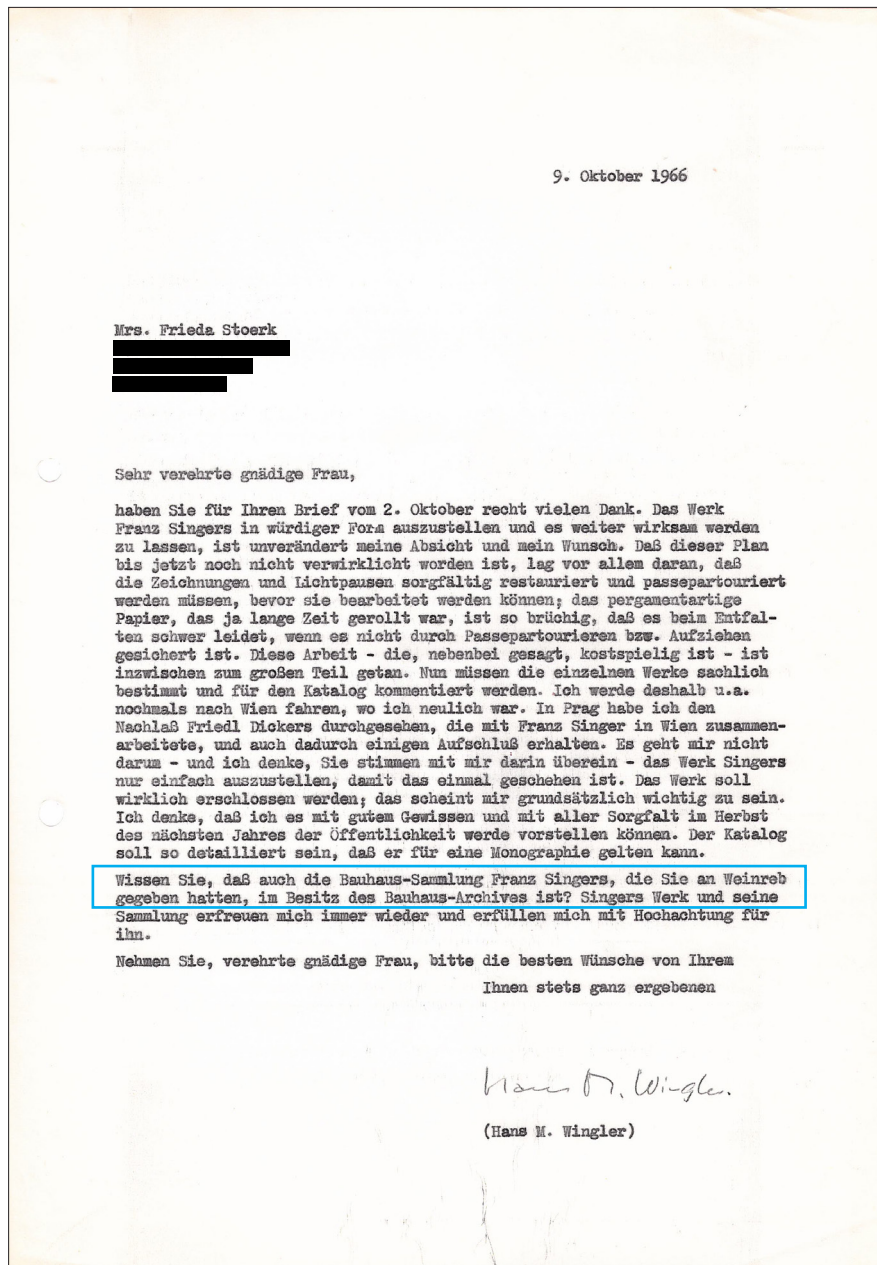 9. Oktober 1966
Mrs. Frieda Stoerk
Sehr verehrte gnädige Frau,
haben Sie für Ihren Brief vom 2. Oktober recht vielen Dank. Das Werk
Franz Singers in würdiger Form auszustellen und es weiter wirksam werden
zu lassen, ist unverändert meine Absicht und mein Wunsch. Daß dieser Plan
bis jetzt noch nicht verwirklicht worden ist, lag vor allem daran, daß
die Zeichnungen und Lichtpausen sorgfältig restauriert und passepartouriert
werden müssen, bevor sie bearbeitet werden können; das pergamentartige
Papier, das ja lange Zeit gerollt war, ist so brüchig, daß es beim Entfal-
ten schwer leidet, wenn es nicht durch Passepartourieren bzw. Aufziehen
gesichert ist. Diese Arbeit - die, nebenbei gesagt, kostspielig ist - ist
inzwischen zum großen Teil getan. Nun müssen die einzelnen Werke sachlich
bestimmt und für den Katalog kommentiert werden. Ich werde deshalb u.a.
nochmals nach Wien fahren, wo ich neulich war. In Prag habe ich den
Nachlaß Friedl Dickers durchgesehen, die mit Franz Singer in Wien zusammen-
arbeitete, und auch dadurch einigen Aufschluß erhalten. Es geht mir nicht
darum - und ich denke, Sie stimmen mit mir darin überein - das Werk Singers
nur einfach auszustellen, damit das einmal geschehen ist. Das Werk soll
wirklich erschlossen werden; das scheint mir grundsätzlich wichtig zu sein.
Ich denke, daß ich es mit gutem Gewissen und mit aller Sorgfalt im Herbst
des nächsten Jahres der Öffentlichkeit werde vorstellen können. Der Katalog
soll so detailliert sein, daß er für eine Monographie gelten kann.
Wissen Sie, daß auch die Bauhaus-Sammlung Franz Singers, die Sie an Weinreb
gegeben hatten, im Besitz des Bauhaus-Archives ist? Singers Werk und seine
Sammlung erfreuen mich immer wieder und erfüllen mich mit Hochachtung für
ihn.
Nehmen Sie, verehrte gnädige Frau, bitte die besten Wünsche von Ihrem
Ihnen stets ganz ergebenen
Hans M. Wingler.
(Hans M. Wingler)